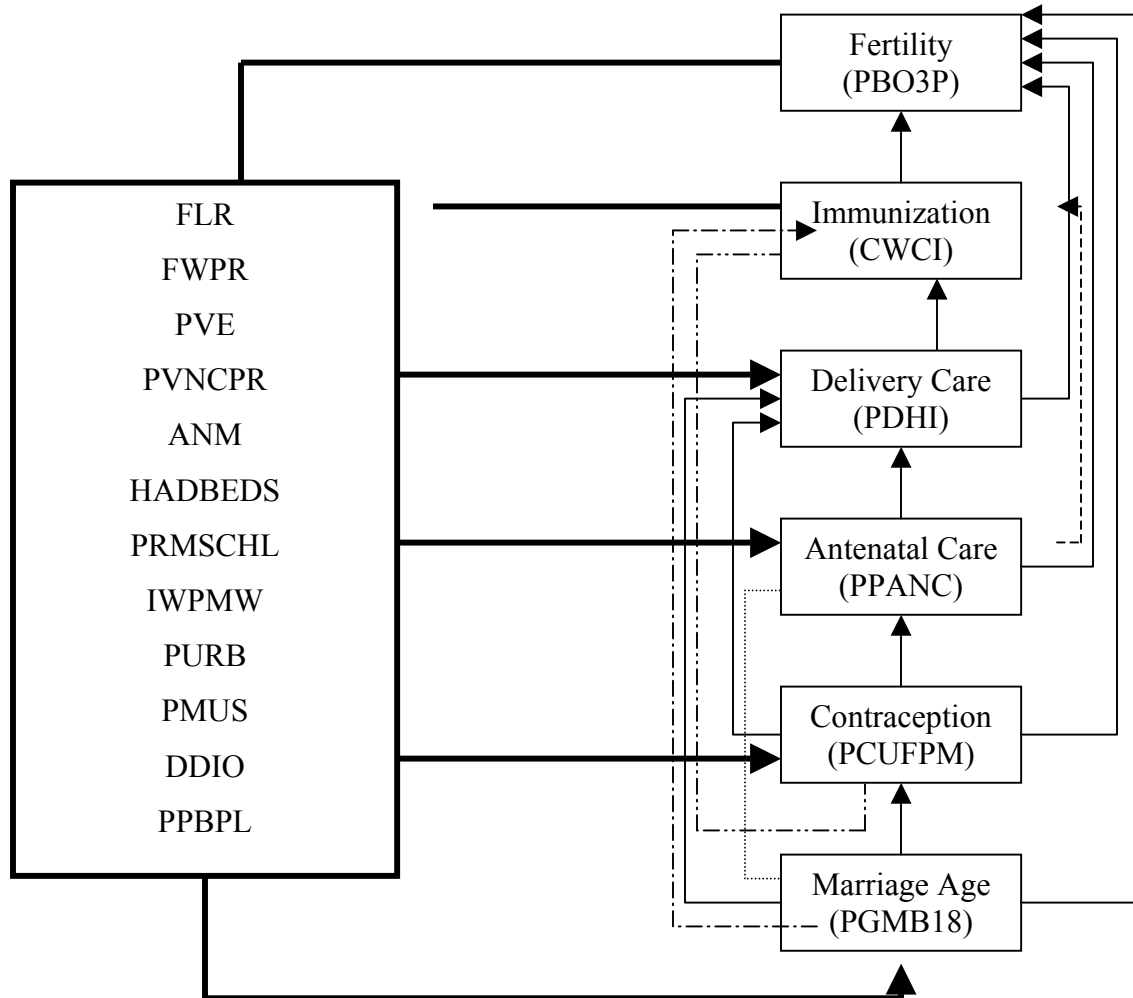 Fertility
(PBO3P)
FLR
FWPR
PVE
PVNCPR
ANM
HADBEDS
PRMSCHL
IWPMW
PURB
PMUS
DDIO
PPBPL
Immunization
(CWCI)
Delivery Care
(PDHI)
Antenatal Care
(PPANC)
Contraception
(PCUFPM)
Marriage Age
(PGMB18)